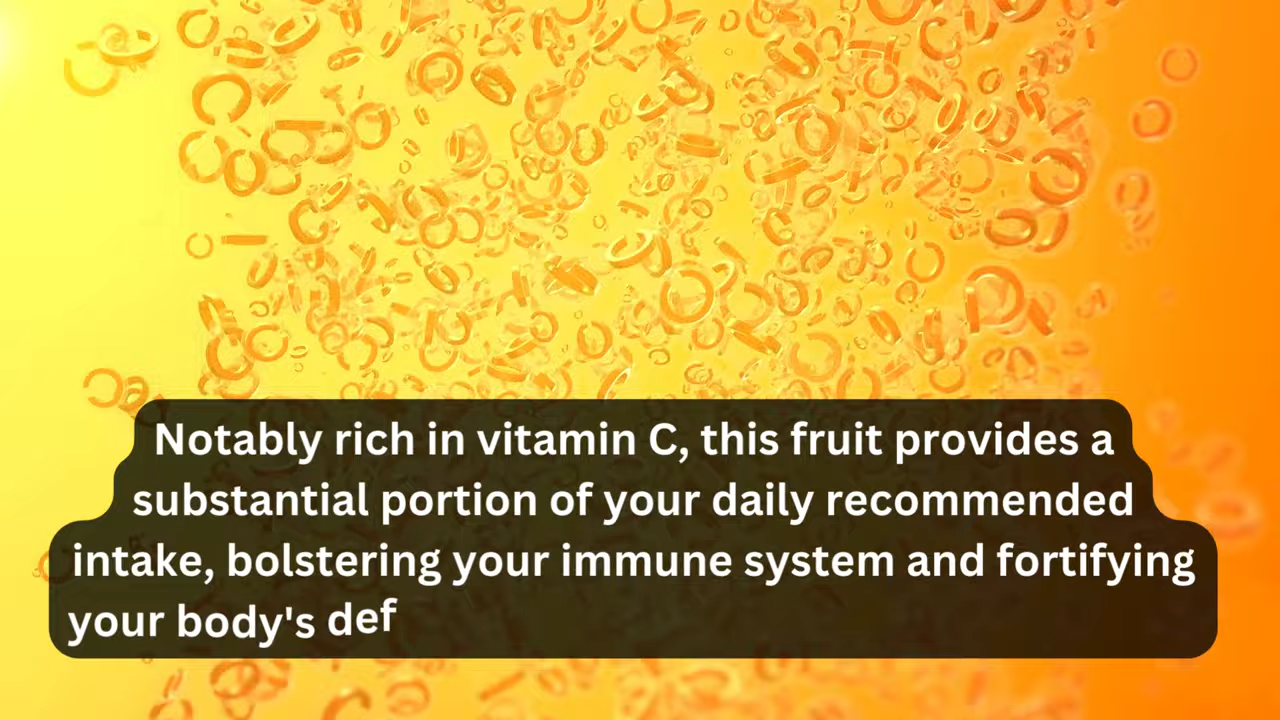 Notably rich in vitamin C, this fruit provides a
substantial portion of your daily recommended
intake, bolstering your immune system and fortifying
your body's def